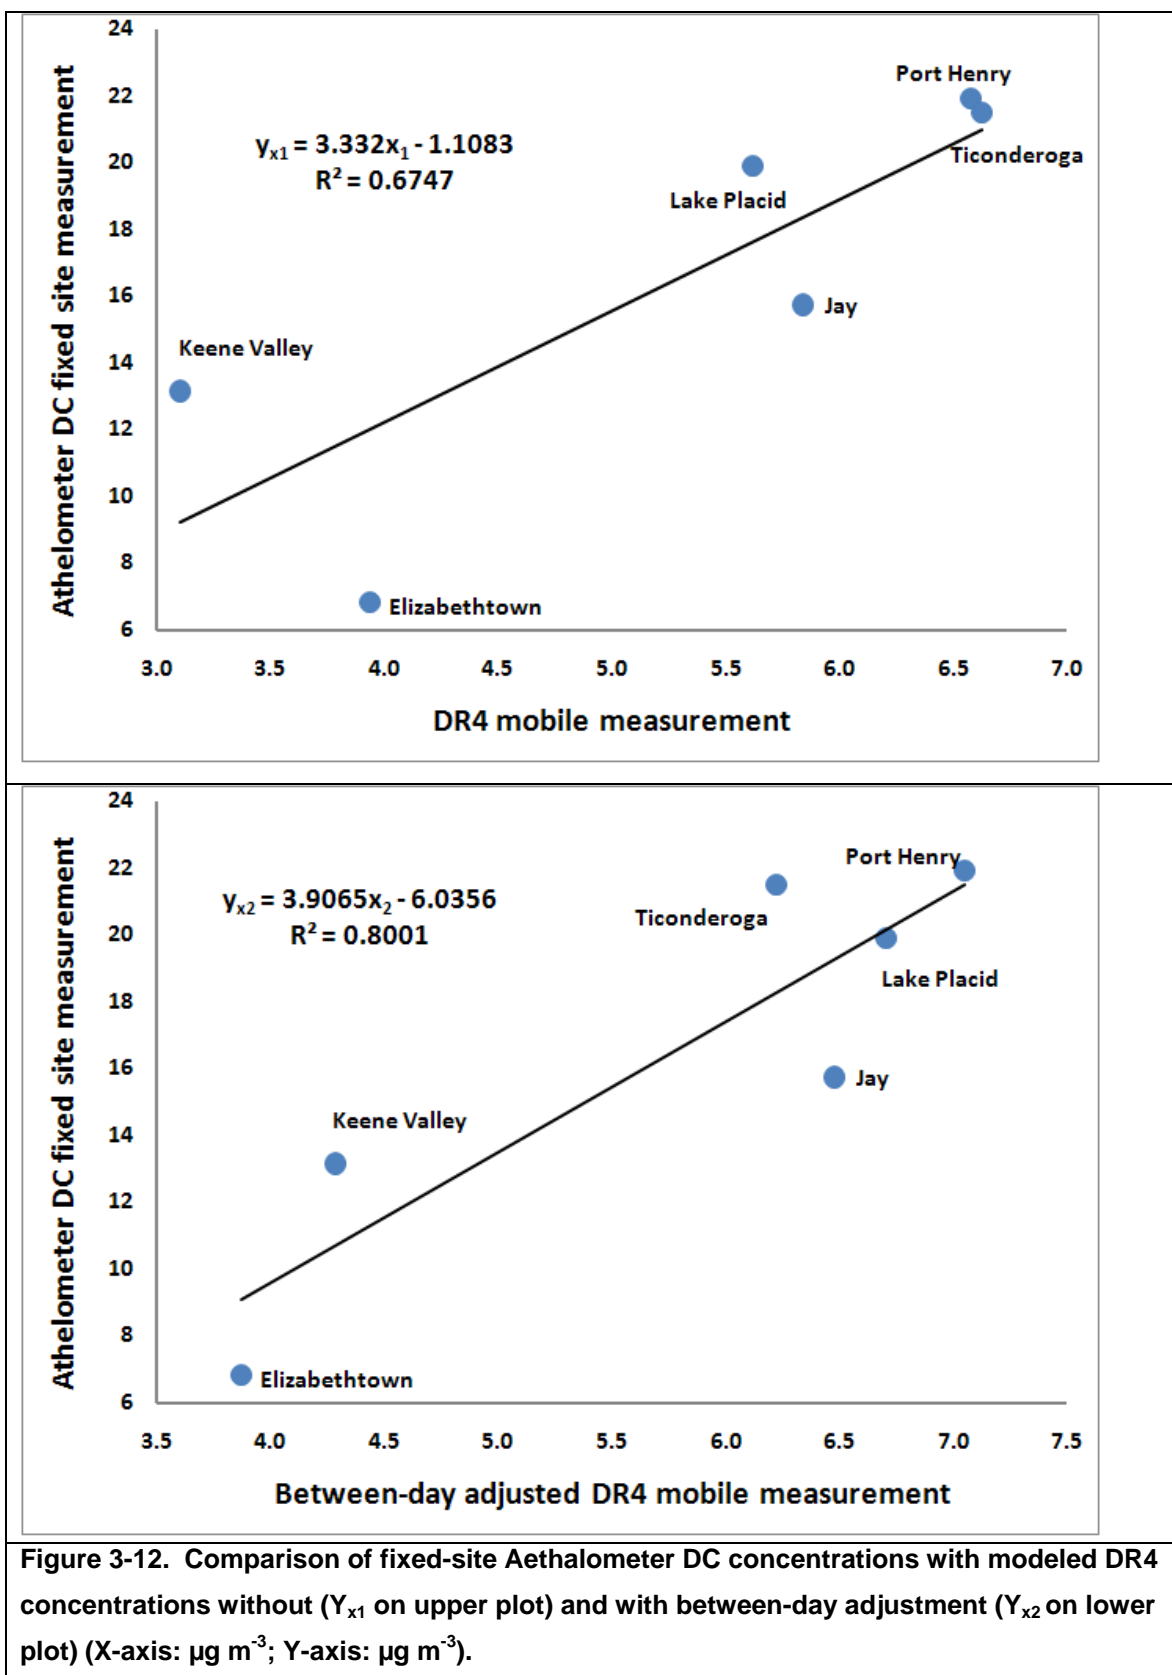 24
22
20
18
16
14
12
10
8
6
Athelometer DC fixed site measurement
y_x1 = 3.332x_1 - 1.1083
R² = 0.6747
Port Henry
Ticonderoga
Lake Placid
Jay
Keene Valley
Elizabethtown
3.0 3.5 4.0 4.5 5.0 5.5 6.0 6.5 7.0
DR4 mobile measurement
24
22
20
18
16
14
12
10
8
6
Athelometer DC fixed site measurement
y_x2 = 3.9065x_2 - 6.0356
R² = 0.8001
Port Henry
Ticonderoga
Lake Placid
Jay
Keene Valley
Elizabethtown
3.5 4.0 4.5 5.0 5.5 6.0 6.5 7.0 7.5
Between-day adjusted DR4 mobile measurement
Figure 3-12. Comparison of fixed-site Aethalometer DC concentrations with modeled DR4
concentrations without (Y_x1 on upper plot) and with between-day adjustment (Y_x2 on lower
plot) (X-axis: µg m⁻³; Y-axis: µg m⁻³).